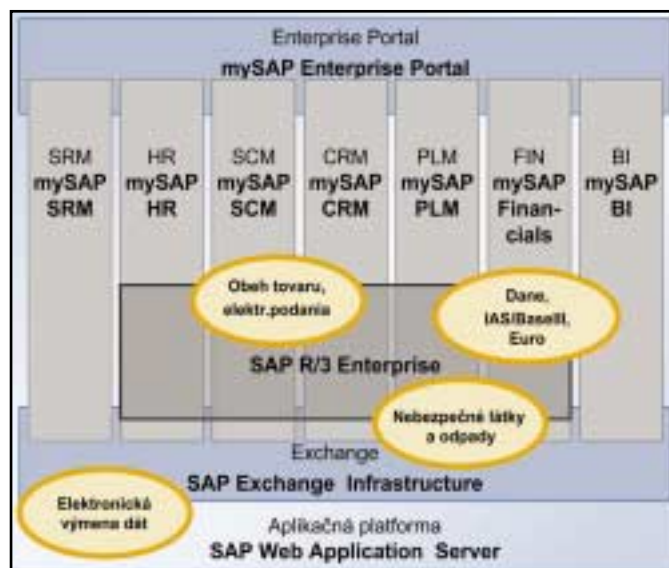 Enterprise Portal
mySAP Enterprise Portal
SRM
mySAP
SRM
HR
mySAP
HR
SCM
mySAP
SCM
CRM
mySAP
CRM
PLM
mySAP
PLM
FIN
mySAP
Finan-
cials
BI
mySAP
BI
Obeh tovaru,
elektr.podania
Dane,
IAS/BaselII,
Euro
SAP R/3 Enterprise
Nebezpečné látky
a odpady
Exchange
SAP Exchange Infrastructure
Elektronická
výmena dát
Aplikačná platforma
SAP Web Application Server